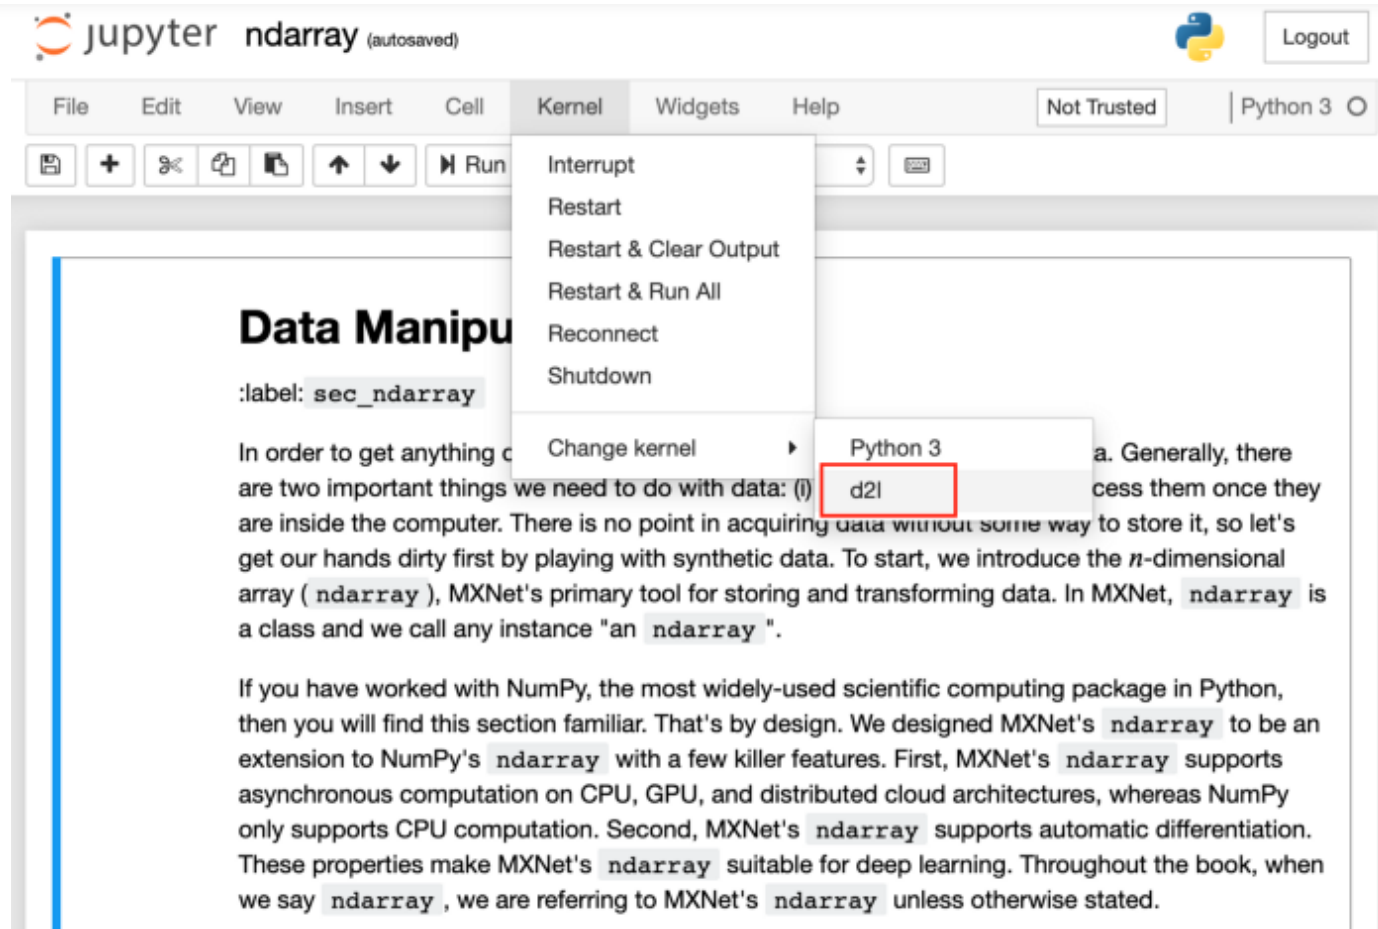 jupyter ndarray (autosaved) Logout
File Edit View Insert Cell Kernel Widgets Help Not Trusted Python 3
Run
Interrupt
Restart
Restart & Clear Output
Restart & Run All
Reconnect
Shutdown
Change kernel
Python 3
d2l
Data Manipu
:label: sec_ndarray
In order to get anything a. Generally, there
are two important things we need to do with data: (i) cess them once they
are inside the computer. There is no point in acquiring data without some way to store it, so let's
get our hands dirty first by playing with synthetic data. To start, we introduce the n-dimensional
array ( ndarray ), MXNet's primary tool for storing and transforming data. In MXNet, ndarray is
a class and we call any instance "an ndarray ".
If you have worked with NumPy, the most widely-used scientific computing package in Python,
then you will find this section familiar. That's by design. We designed MXNet's ndarray to be an
extension to NumPy's ndarray with a few killer features. First, MXNet's ndarray supports
asynchronous computation on CPU, GPU, and distributed cloud architectures, whereas NumPy
only supports CPU computation. Second, MXNet's ndarray supports automatic differentiation.
These properties make MXNet's ndarray suitable for deep learning. Throughout the book, when
we say ndarray , we are referring to MXNet's ndarray unless otherwise stated.